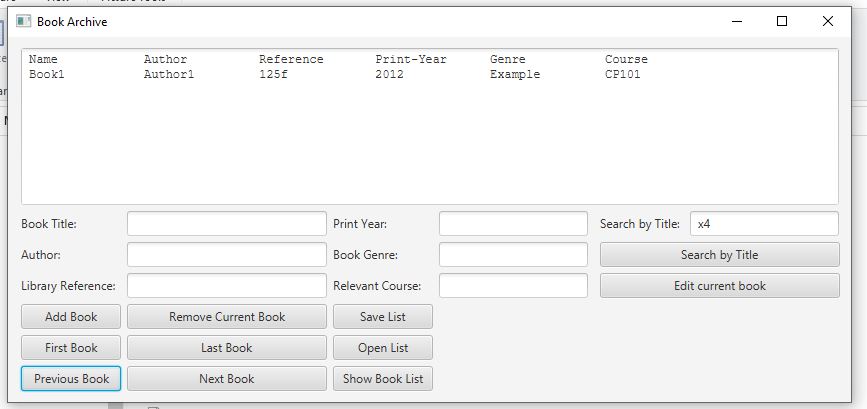 Book Archive
Name Author Reference Print-Year Genre Course
Book1 Author1 125f 2012 Example CP101
Book Title: Print Year: Search by Title: x4
Author: Book Genre: Search by Title
Library Reference: Relevant Course: Edit current book
Add Book Remove Current Book Save List
First Book Last Book Open List
Previous Book Next Book Show Book List